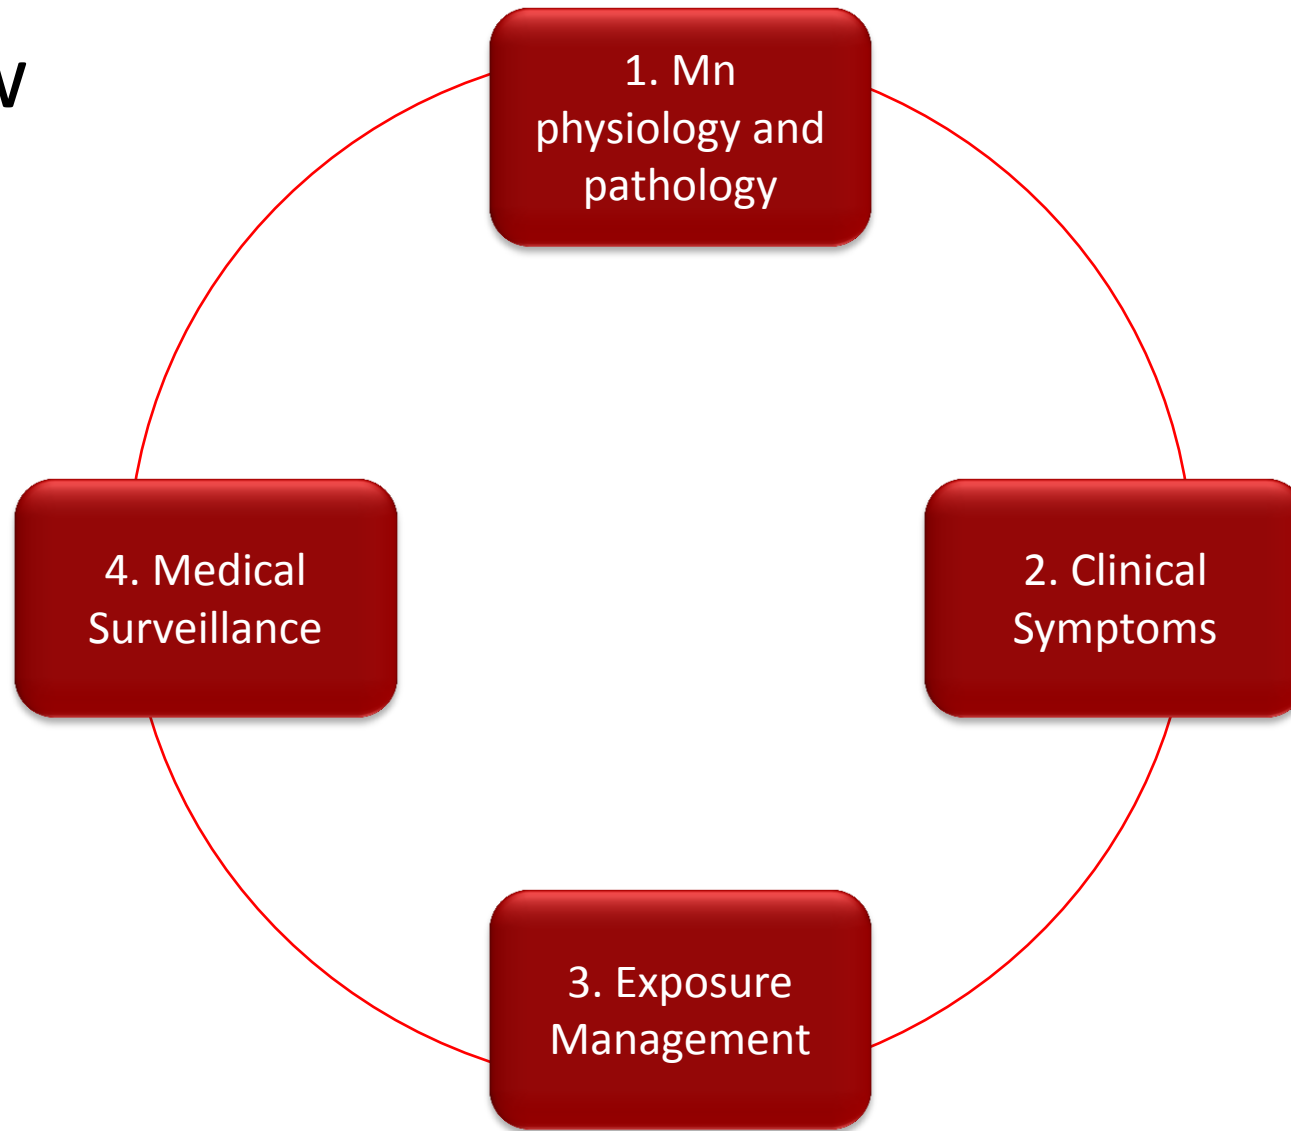 w
1. Mn
physiology and
pathology
2. Clinical
Symptoms
3. Exposure
Management
4. Medical
Surveillance